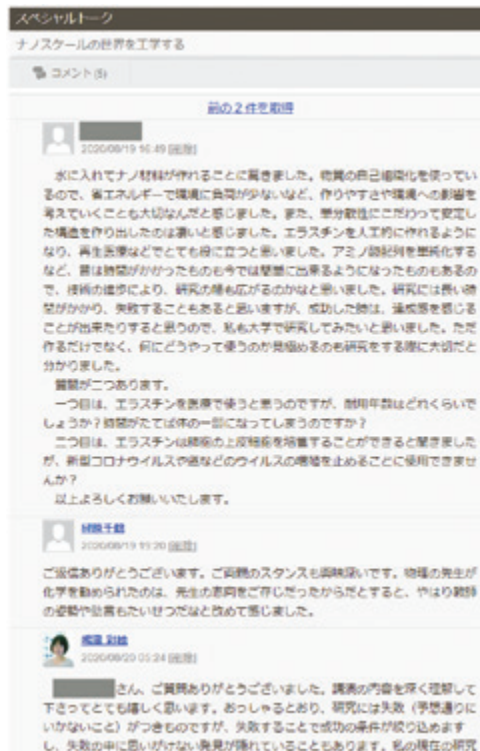 スペシャルトーク
ナノスケールの世界を工学する
コメント(5)
前の2件を取得
2020/08/19 16:49 [削除]
水に入れてナノ材料が作れることに驚きました。物質の自己組織化を使ってい
るので、省エネルギーで環境に負荷が少ないなど、作りやすさや環境への影響を
考えていくことも大切なんだと感じました。また、単分散性にこだわって安定し
た構造を作り出したのは凄いと感じました。エラスチンを人工的に作れるように
なり、再生医療などでとても役に立つと思いました。アミノ酸配列を単純化する
など、昔は時間がかかったものも今では簡単に出来るようになったものもあるの
で、技術の進歩により、研究の幅も広がるのかなと思いました。研究には長い時
間がかかり、失敗することもあると思いますが、成功した時は、達成感を感じる
ことが出来たりすると思うので、私も大学で研究してみたいと思いました。ただ
作るだけでなく、何にどうやって使うのか見極めるのも研究をする際に大切だと
分かりました。
質問が二つあります。
一つ目は、エラスチンを医療で使うと思うのですが、耐用年数はどれくらいで
しょうか？時間がたてば体の一部になってしまうのですか？
二つ目は、エラスチンは肺胞の上皮細胞を培養することができると聞きました
が、新型コロナウイルスや癌などのウイルスの増殖を止めることに使用できませ
んか？
以上よろしくお願いいたします。
千鶴
2020/08/19 19:20 [削除]
ご返信ありがとうございます。ご両親のスタンスも興味深いです。物理の先生が
化学を勧められたのは、先生の志向をご存じだったからだとすると、やはり教師
の姿勢や助言もたいせつだなと改めて感じました。
彩絵
2020/08/20 05:24 [削除]
さん、ご質問ありがとうございました。講演の内容を深く理解して
下さってとても嬉しく思います。おっしゃるとおり、研究には失敗（予想通りに
いかないこと）がつきものですが、失敗することで成功の条件が絞り込めます
し、失敗の中に思いがけない発見が隠れていることもあります。私の現在の研究